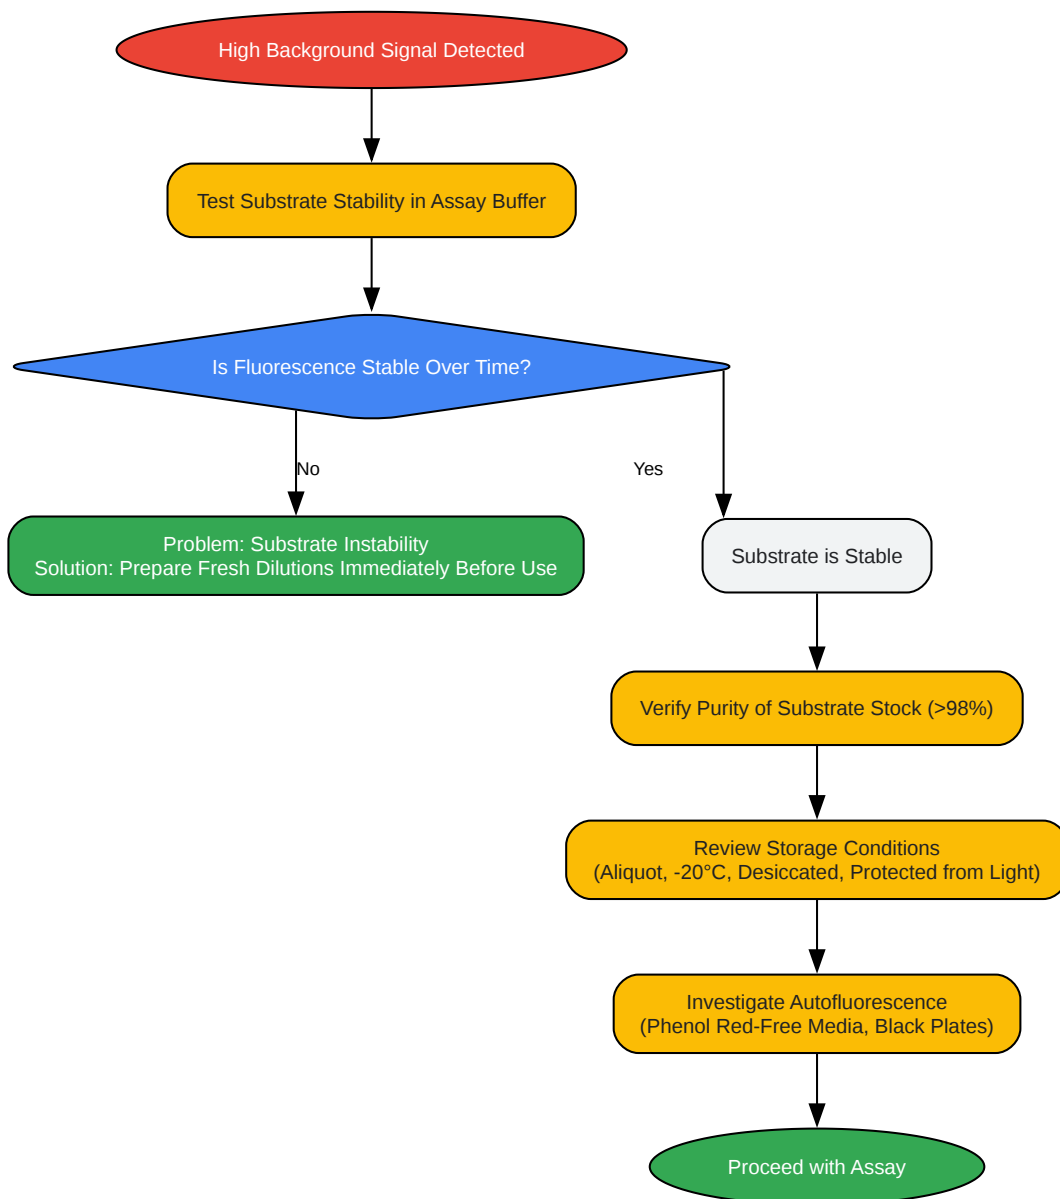 High Background Signal Detected
Test Substrate Stability in Assay Buffer
Is Fluorescence Stable Over Time?
No
Yes
Problem: Substrate Instability
Solution: Prepare Fresh Dilutions Immediately Before Use
Substrate is Stable
Verify Purity of Substrate Stock (>98%)
Review Storage Conditions
(Aliquot, -20°C, Desiccated, Protected from Light)
Investigate Autofluorescence
(Phenol Red-Free Media, Black Plates)
Proceed with Assay